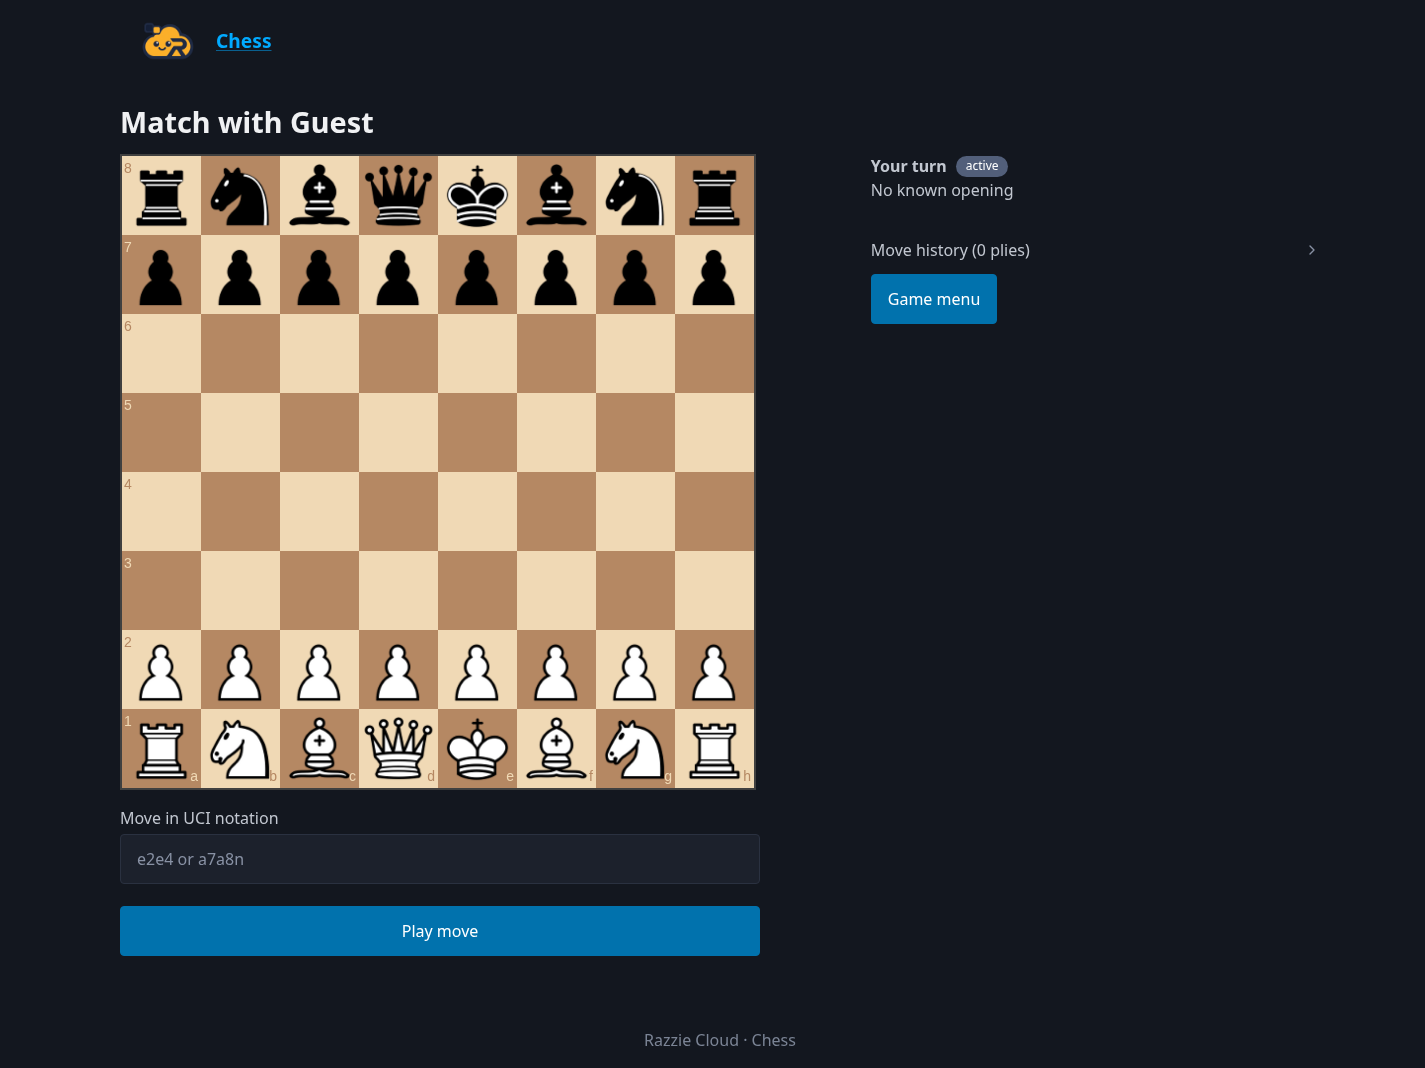 Chess
Match with Guest
8
7
6
5
4
3
2
1
a b c d e f g h
Your turn active
No known opening
Move history (0 plies)
Game menu
Move in UCI notation
e2e4 or a7a8n
Play move
Razzie Cloud · Chess